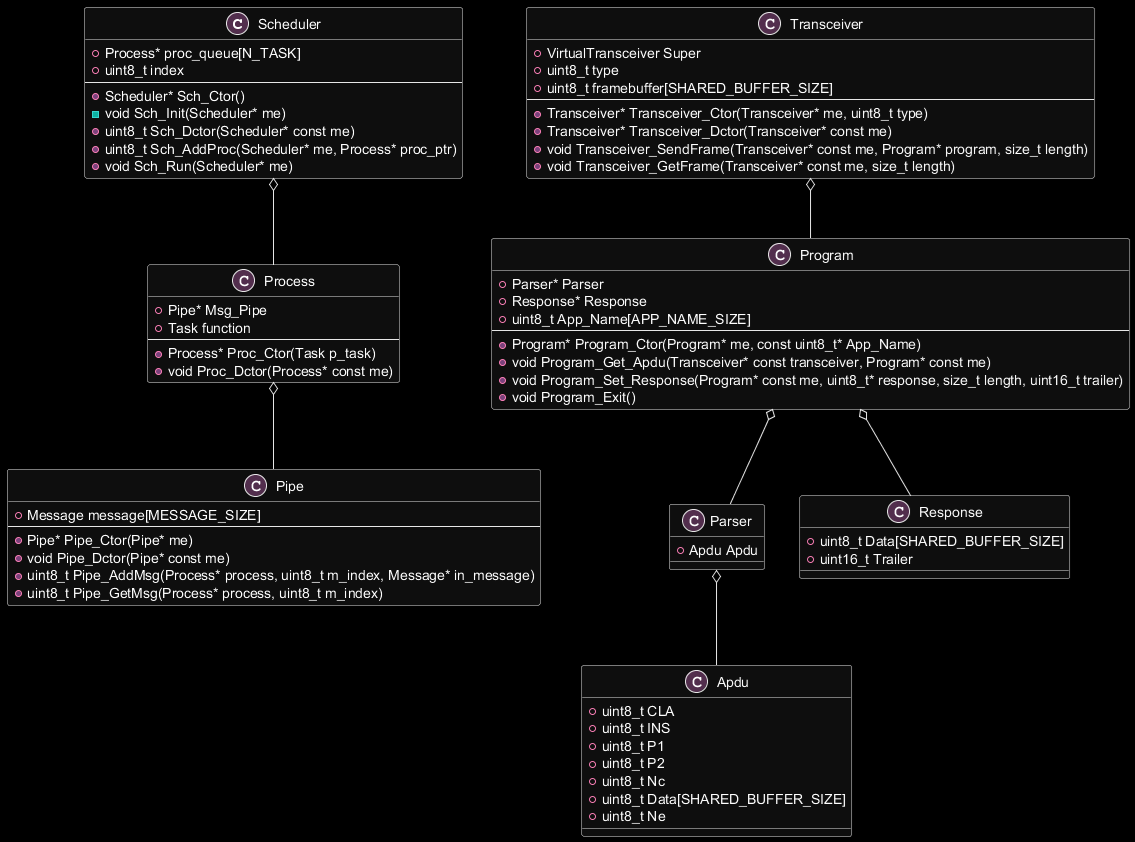 C Scheduler
Process* proc_queue[N_TASK]
uint8_t index
Scheduler* Sch_Ctor()
void Sch_Init(Scheduler* me)
uint8_t Sch_Dctor(Scheduler* const me)
uint8_t Sch_AddProc(Scheduler* me, Process* proc_ptr)
void Sch_Run(Scheduler* me)
C Transceiver
VirtualTransceiver Super
uint8_t type
uint8_t framebuffer[SHARED_BUFFER_SIZE]
Transceiver* Transceiver_Ctor(Transceiver* me, uint8_t type)
Transceiver* Transceiver_Dctor(Transceiver* const me)
void Transceiver_SendFrame(Transceiver* const me, Program* program, size_t length)
void Transceiver_GetFrame(Transceiver* const me, size_t length)
C Process
Pipe* Msg_Pipe
Task function
Process* Proc_Ctor(Task p_task)
void Proc_Dctor(Process* const me)
C Program
Parser* Parser
Response* Response
uint8_t App_Name[APP_NAME_SIZE]
Program* Program_Ctor(Program* me, const uint8_t* App_Name)
void Program_Get_Apdu(Transceiver* const transceiver, Program* const me)
void Program_Set_Response(Program* const me, uint8_t* response, size_t length, uint16_t trailer)
void Program_Exit()
C Pipe
Message message[MESSAGE_SIZE]
Pipe* Pipe_Ctor(Pipe* me)
void Pipe_Dctor(Pipe* const me)
uint8_t Pipe_AddMsg(Process* process, uint8_t m_index, Message* in_message)
uint8_t Pipe_GetMsg(Process* process, uint8_t m_index)
C Parser
Apdu Apdu
C Response
uint8_t Data[SHARED_BUFFER_SIZE]
uint16_t Trailer
C Apdu
uint8_t CLA
uint8_t INS
uint8_t P1
uint8_t P2
uint8_t Nc
uint8_t Data[SHARED_BUFFER_SIZE]
uint8_t Ne